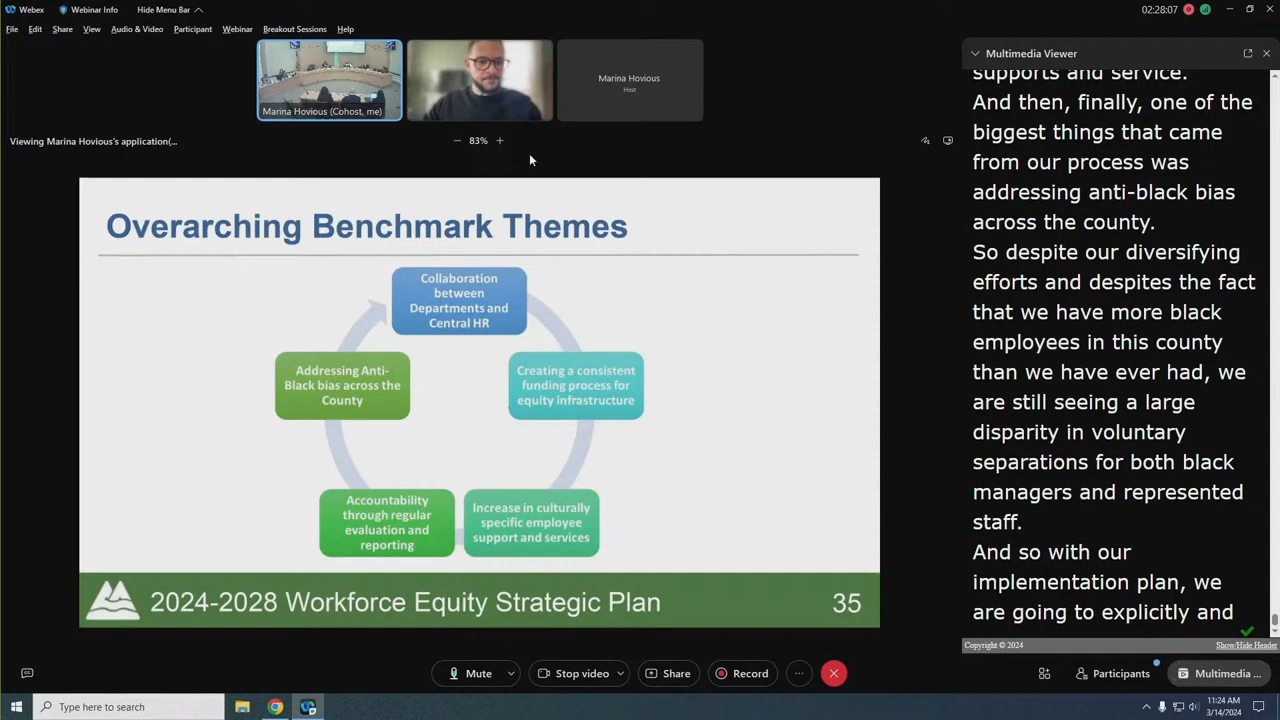 Webex
Webinar Info
Hide Menu Bar
02:28:07
File Edit Share View Audio & Video Participant Webinar Breakout Sessions Help
Marina Hovious (Cohost, me)
Marina Hovious
Host
Viewing Marina Hovious's application(...
83%
Overarching Benchmark Themes
Collaboration
between
Departments and
Central HR
Creating a consistent
funding process for
equity infrastructure
Increase in culturally
specific employee
support and services
Accountability
through regular
evaluation and
reporting
Addressing Anti-
Black bias across the
County
2024-2028 Workforce Equity Strategic Plan
35
Multimedia Viewer
supports and service.
And then, finally, one of the
biggest things that came
from our process was
addressing anti-black bias
across the county.
So despite our diversifying
efforts and despites the fact
that we have more black
employees in this county
than we have ever had, we
are still seeing a large
disparity in voluntary
separations for both black
managers and represented
staff.
And so with our
implementation plan, we
are going to explicitly and
Copyright © 2024
Show/Hide Header
Mute
Stop video
Share
Record
Participants
Multimedia ...
Type here to search
11:24 AM
3/14/2024